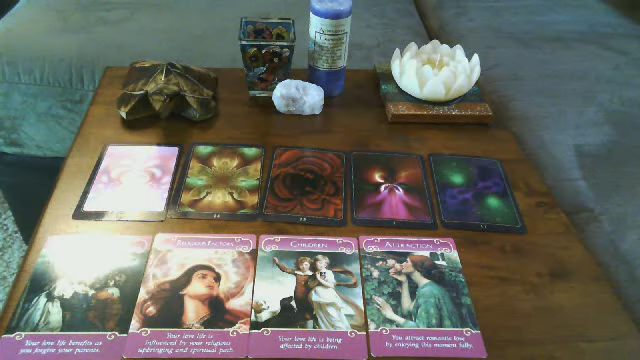 RELIGIOUS FACTORS
CHILDREN
ATTRACTION
Your love life benefits as
you forgive your parents.
Your love life is
influenced by your religious
upbringing and spiritual path.
Your love life is being
affected by children.
You attract romantic love
by enjoying this moment fully.